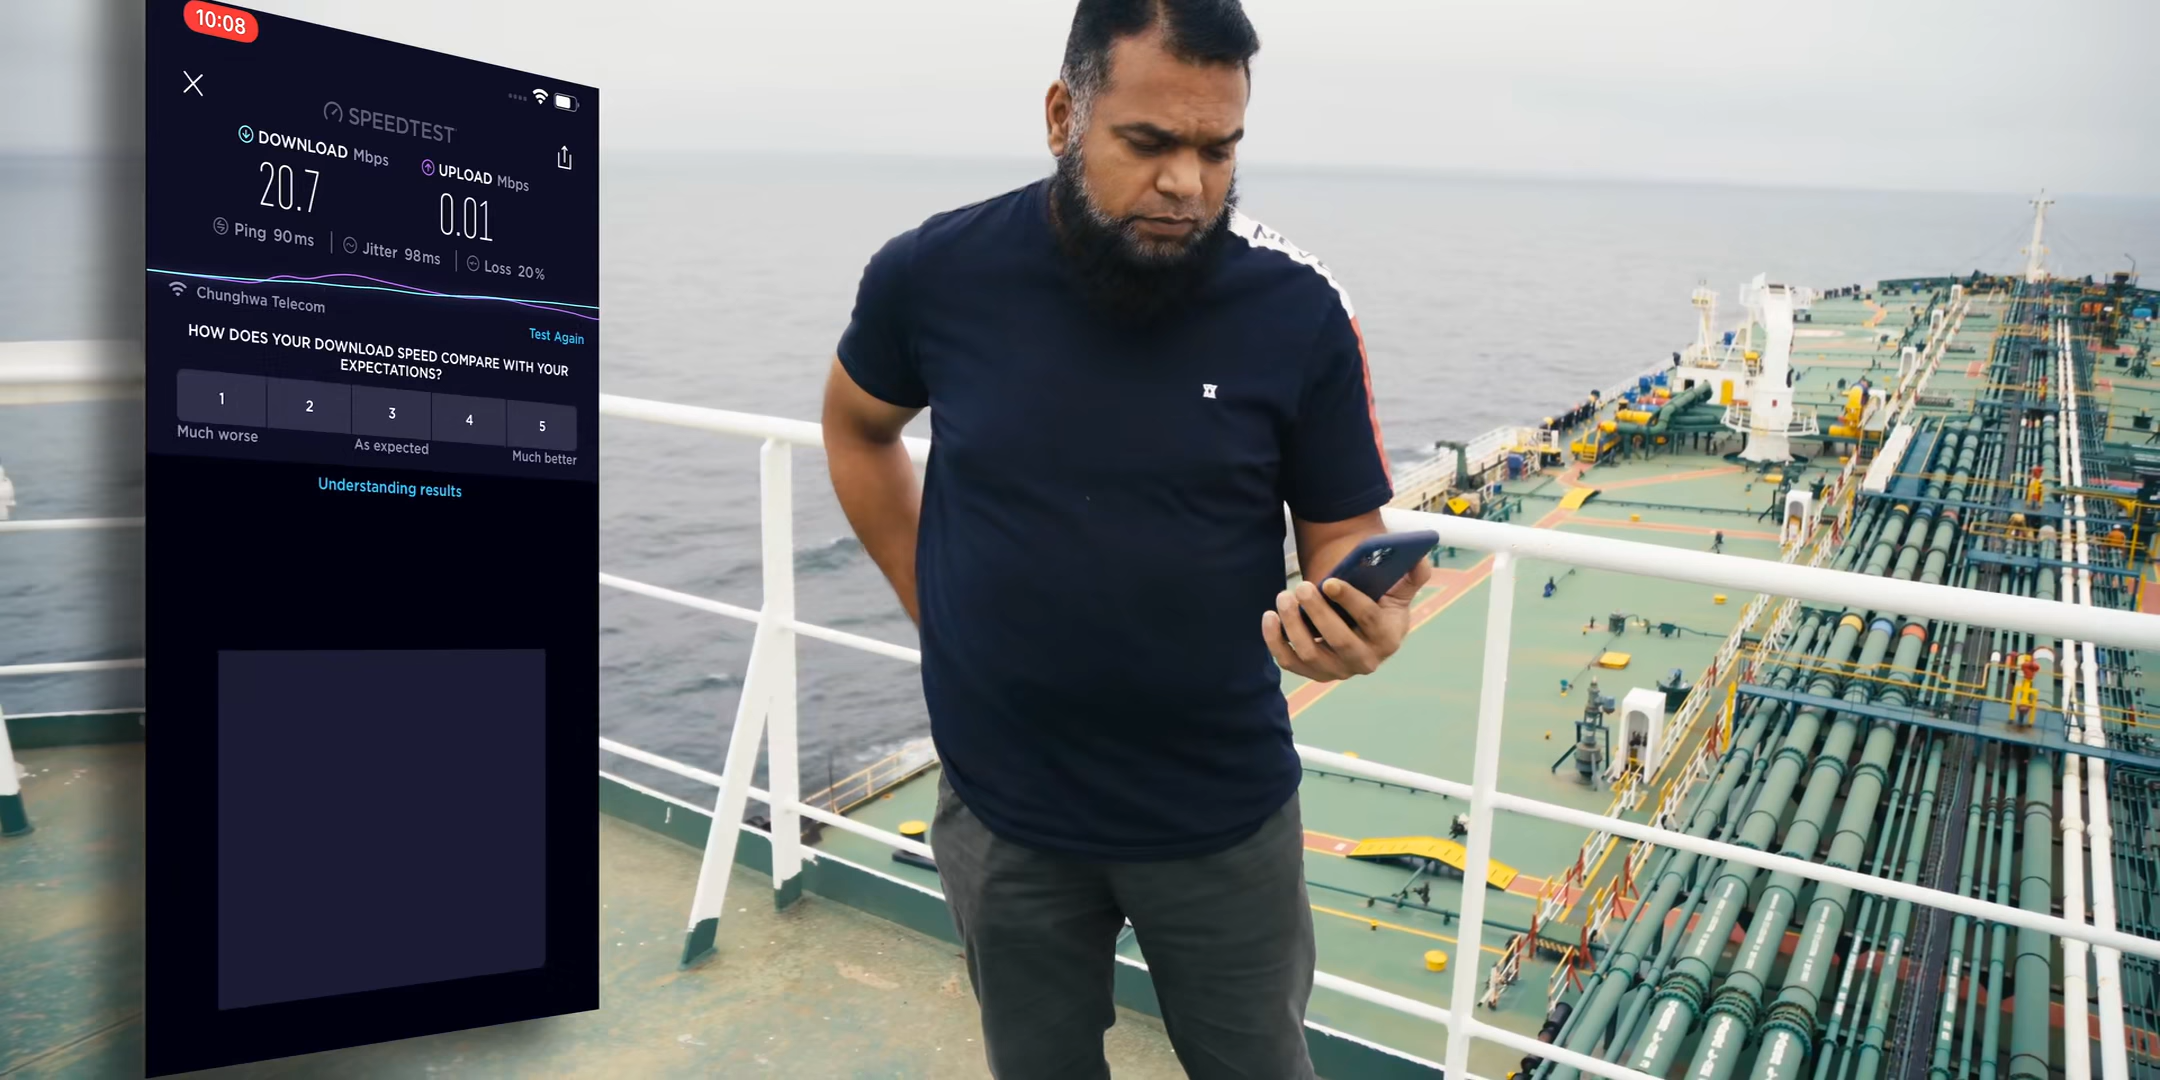 10:08
SPEEDTEST
DOWNLOAD Mbps
20.7
UPLOAD Mbps
0.01
Ping 90ms
Jitter 98ms
Loss 20%
Chunghwa Telecom
Test Again
HOW DOES YOUR DOWNLOAD SPEED COMPARE WITH YOUR
EXPECTATIONS?
1 2 3 4 5
Much worse
As expected
Much better
Understanding results